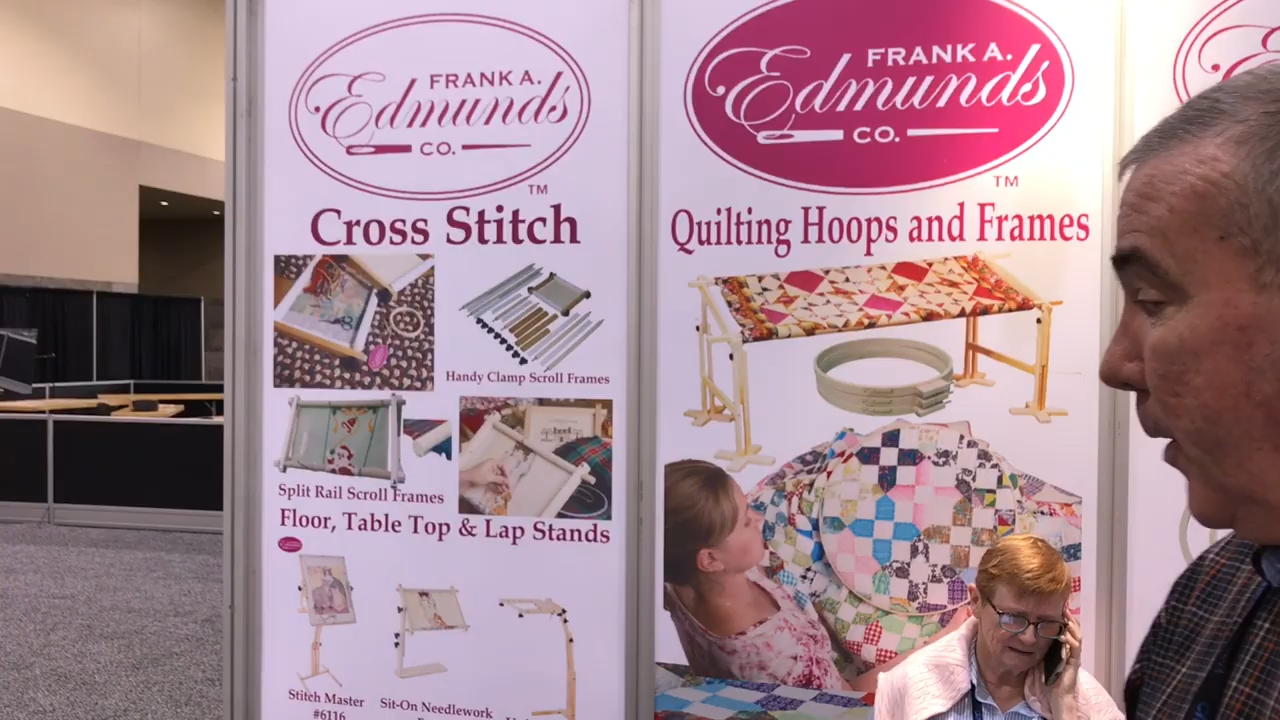 FRANK A.
Edmunds
CO.
TM
Cross Stitch
Handy Clamp Scroll Frames
Split Rail Scroll Frames
Floor, Table Top & Lap Stands
Stitch Master
#6116
Sit-On Needlework
FRANK A.
Edmunds
CO.
TM
Quilting Hoops and Frames